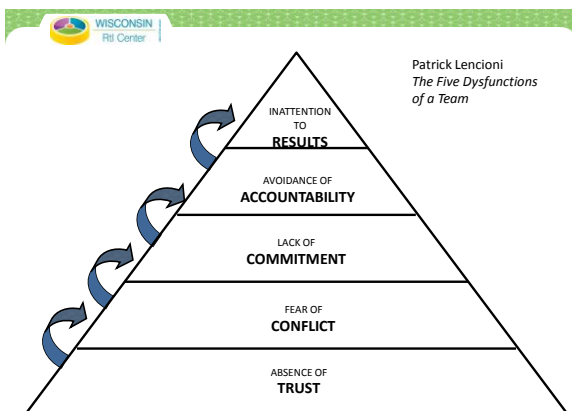 WISCONSIN
RtI Center
Patrick Lencioni
The Five Dysfunctions
of a Team
INATTENTION
TO
RESULTS
AVOIDANCE OF
ACCOUNTABILITY
LACK OF
COMMITMENT
FEAR OF
CONFLICT
ABSENCE OF
TRUST